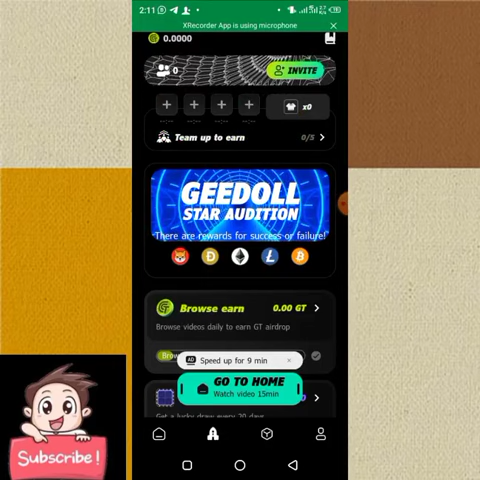 2:11
XRecorder App is using microphone
0.0000
0
INVITE
x0
Team up to earn
0/5
GEEDOLL
STAR AUDITION
"There are rewards for success or failure!"
Browse earn
0.00 GT
Browse videos daily to earn GT airdrop
Brow
AD
Speed up for 9 min
GO TO HOME
Watch video 15min
Get a lucky draw every 20 days
Subscribe!